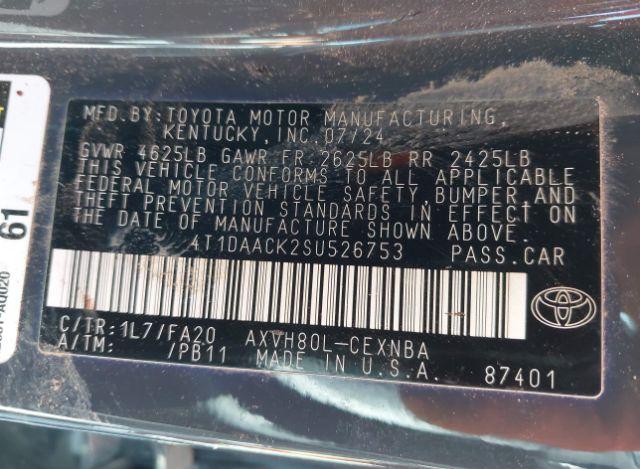 MFD.BY:TOYOTA MOTOR MANUFACTURING,
KENTUCKY,INC.07/24
GVWR 4625LB GAWR FR 2625LB RR 2425LB
THIS VEHICLE CONFORMS TO ALL APPLICABLE
FEDERAL MOTOR VEHICLE SAFETY,BUMPER,AND
THEFT PREVENTION STANDARDS IN EFFECT ON
THE DATE OF MANUFACTURE SHOWN ABOVE.
4T1DAACK2SU526753 PASS.CAR
C/TR:1L7/FA20 AXVH80L-CEXNBA
A/TM: /PB11 MADE IN U.S.A. 87401
61